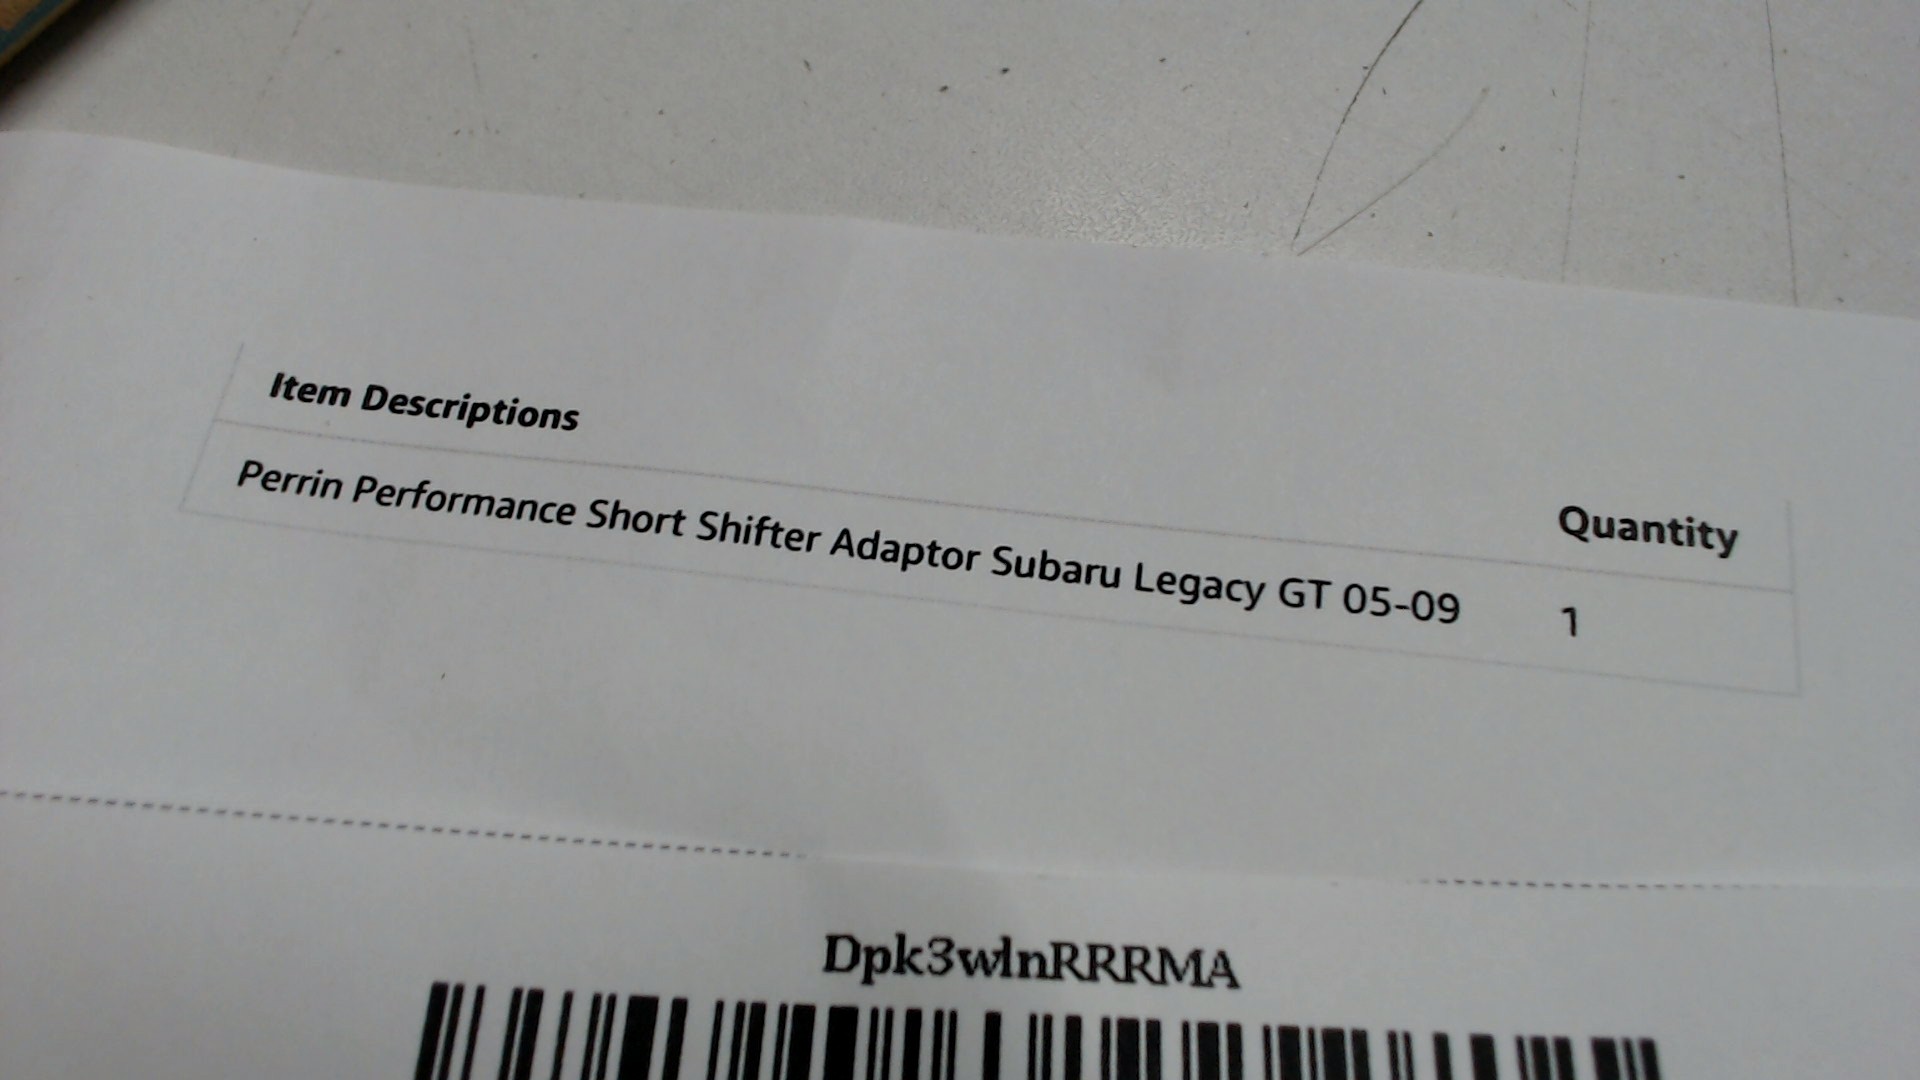 Item Descriptions Quantity
Perrin Performance Short Shifter Adaptor Subaru Legacy GT 05-09 1
Dpk3wlnRRRMA